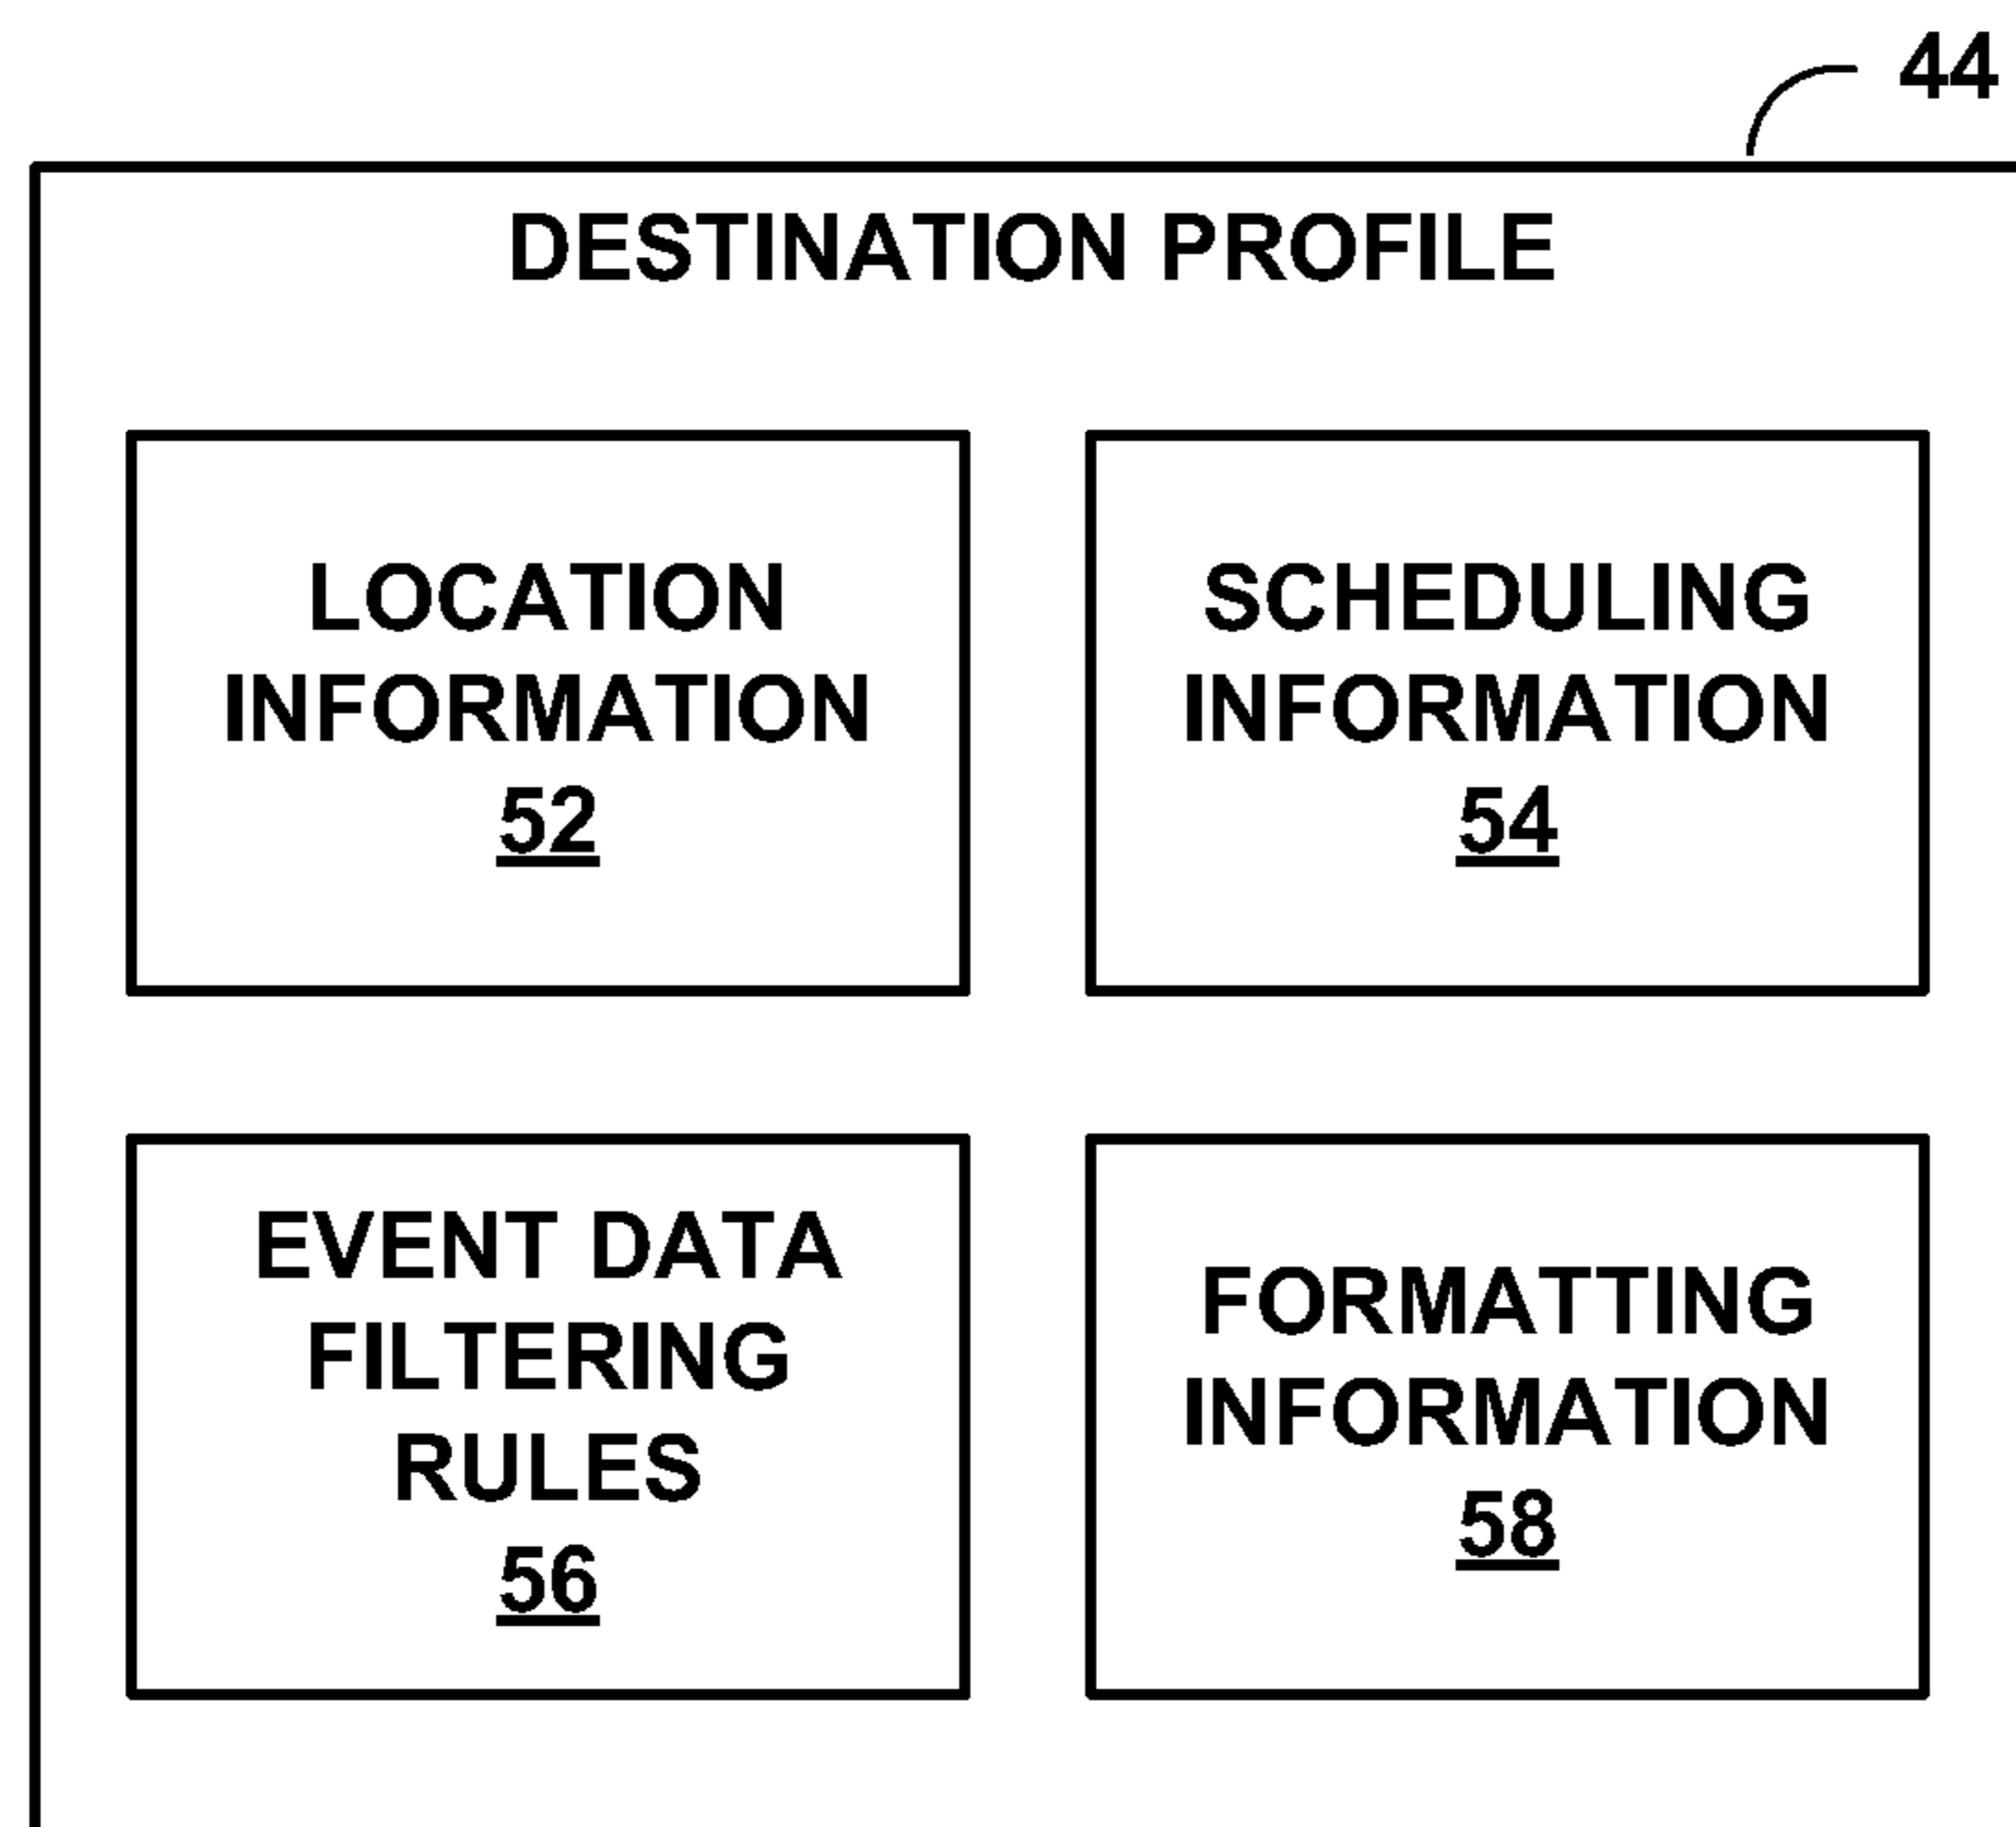 44
DESTINATION PROFILE
LOCATION
INFORMATION
52
SCHEDULING
INFORMATION
54
EVENT DATA
FILTERING
RULES
56
FORMATTING
INFORMATION
58